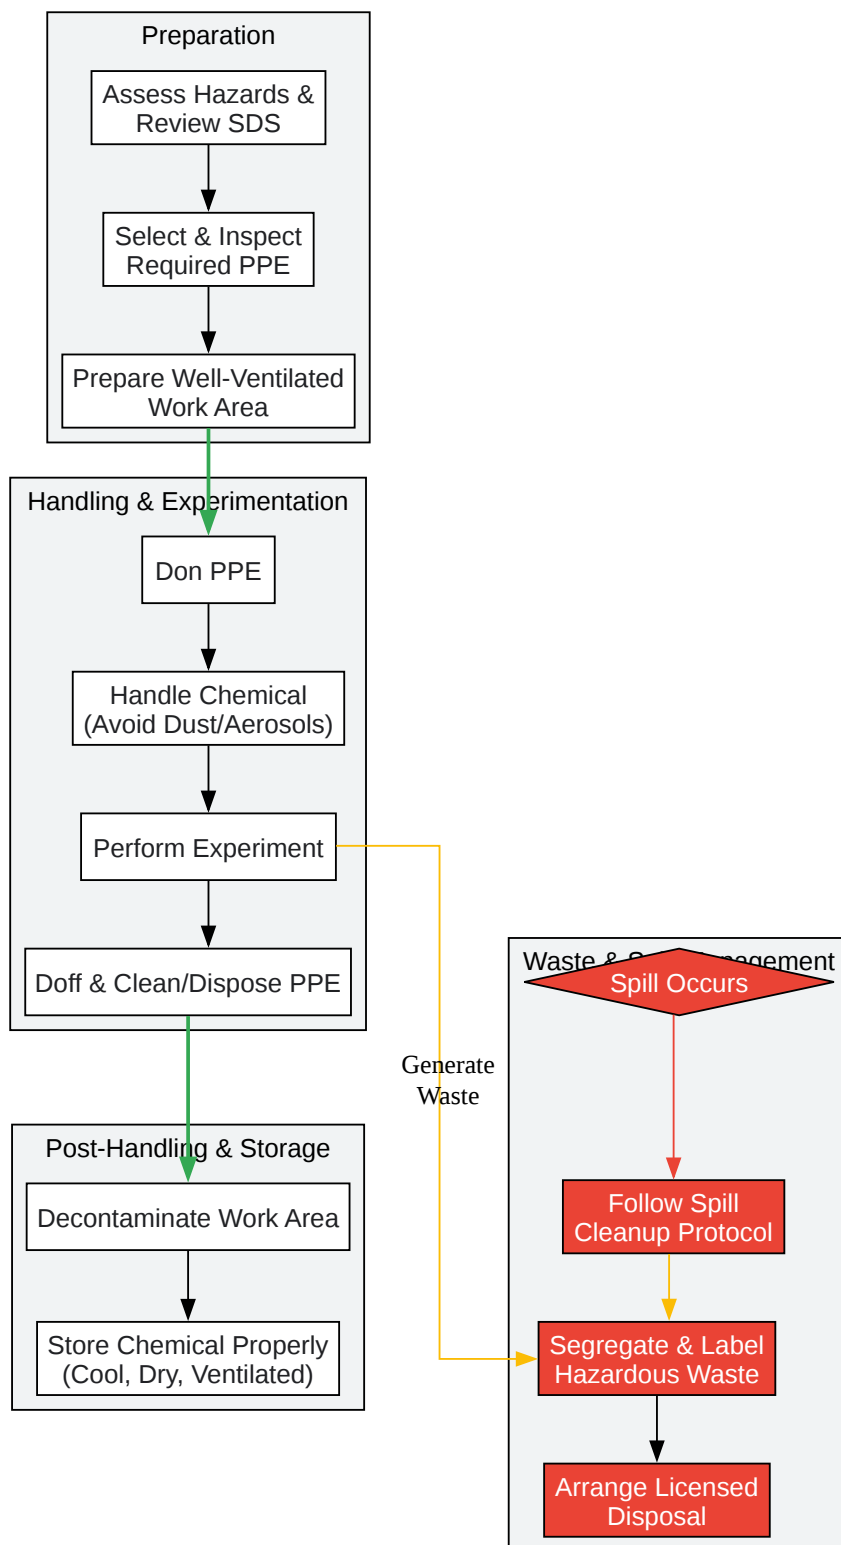 Preparation
Assess Hazards &
Review SDS
Select & Inspect
Required PPE
Prepare Well-Ventilated
Work Area
Handling & Experimentation
Don PPE
Handle Chemical
(Avoid Dust/Aerosols)
Perform Experiment
Doff & Clean/Dispose PPE
Generate
Waste
Post-Handling & Storage
Decontaminate Work Area
Store Chemical Properly
(Cool, Dry, Ventilated)
Waste &
Spill Occurs
Follow Spill
Cleanup Protocol
Segregate & Label
Hazardous Waste
Arrange Licensed
Disposal